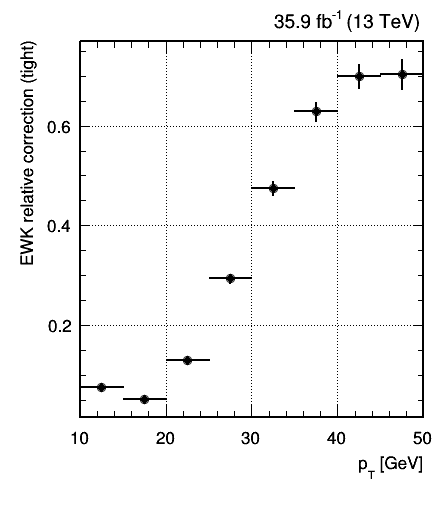 35.9 fb⁻¹ (13 TeV)
EWK relative correction (tight)
0.6
0.4
0.2
10 20 30 40 50
p_T [GeV]